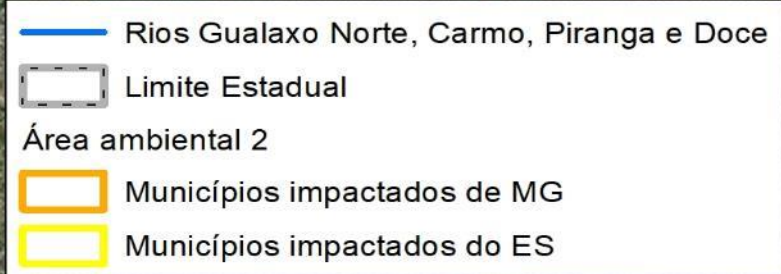 Rios Gualaxo Norte, Carmo, Piranga e Doce
Limite Estadual
Área ambiental 2
Municípios impactados de MG
Municípios impactados do ES